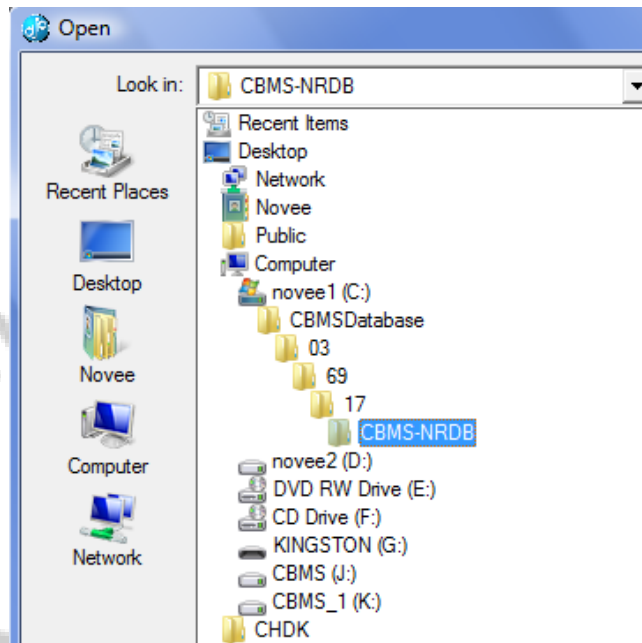 Open
Look in:
CBMS-NRDB
Recent Places
Desktop
Novee
Computer
Network
Recent Items
Desktop
Network
Novee
Public
Computer
novee1 (C:)
CBMSDatabase
03
69
17
CBMS-NRDB
novee2 (D:)
DVD RW Drive (E:)
CD Drive (F:)
KINGSTON (G:)
CBMS (J:)
CBMS_1 (K:)
CHDK